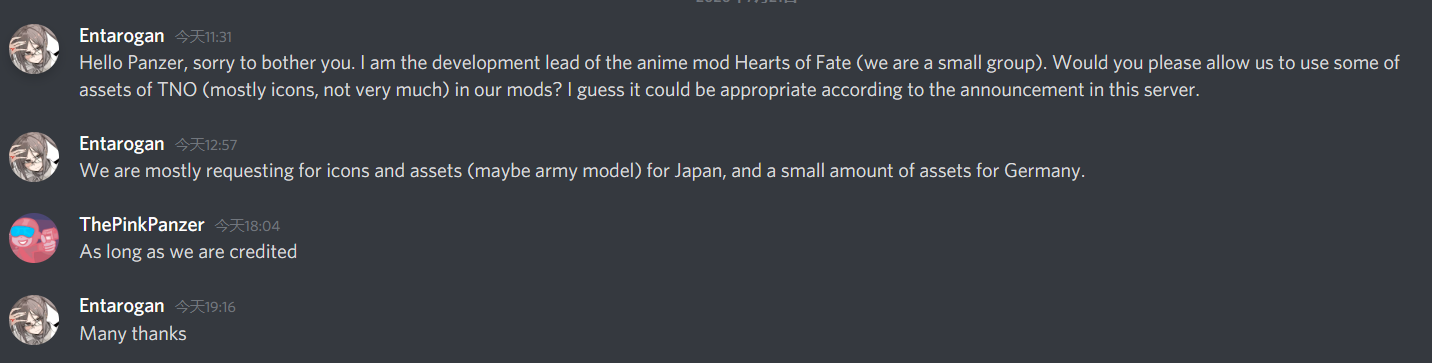 Entarogan 今天11:31
Hello Panzer, sorry to bother you. I am the development lead of the anime mod Hearts of Fate (we are a small group). Would you please allow us to use some of
assets of TNO (mostly icons, not very much) in our mods? I guess it could be appropriate according to the announcement in this server.
Entarogan 今天12:57
We are mostly requesting for icons and assets (maybe army model) for Japan, and a small amount of assets for Germany.
ThePinkPanzer 今天18:04
As long as we are credited
Entarogan 今天19:16
Many thanks